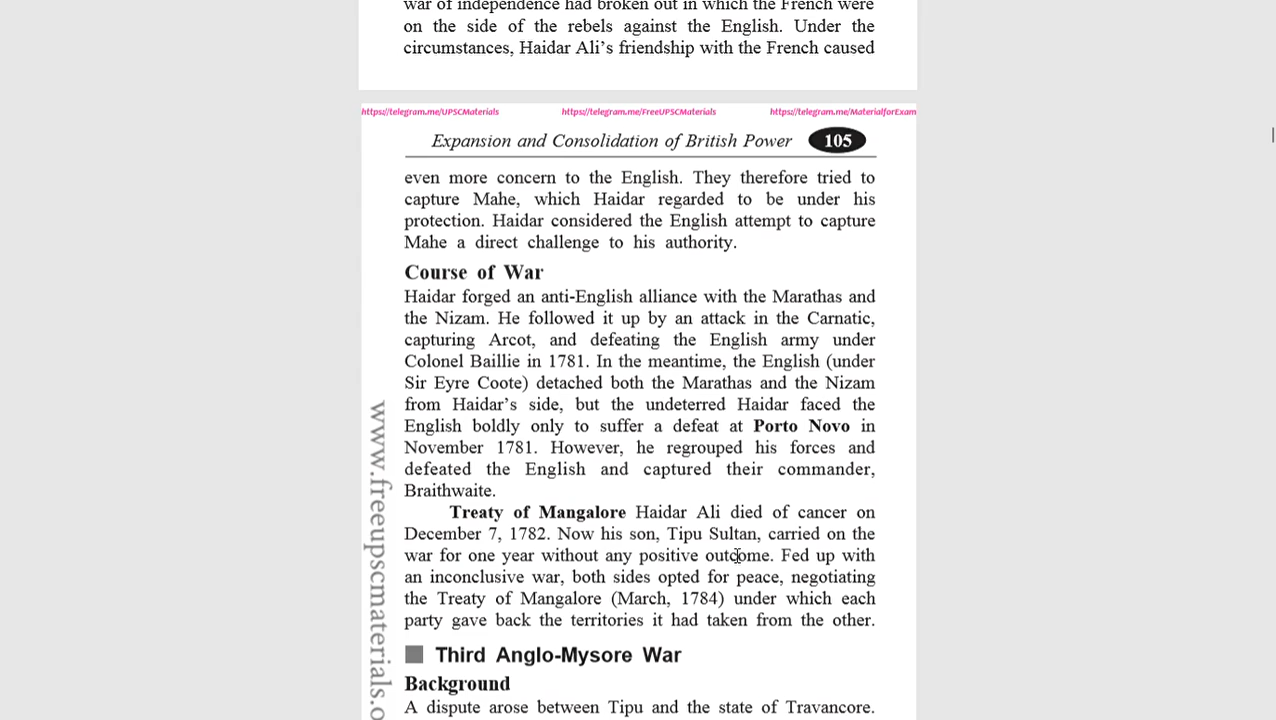 war of independence had broken out in which the French were
on the side of the rebels against the English. Under the
circumstances, Haidar Ali's friendship with the French caused
https://telegram.me/UPSCMaterials https://telegram.me/FreeUPSCMaterials https://telegram.me/MaterialforExam
Expansion and Consolidation of British Power 105
even more concern to the English. They therefore tried to
capture Mahe, which Haidar regarded to be under his
protection. Haidar considered the English attempt to capture
Mahe a direct challenge to his authority.
Course of War
Haidar forged an anti-English alliance with the Marathas and
the Nizam. He followed it up by an attack in the Carnatic,
capturing Arcot, and defeating the English army under
Colonel Baillie in 1781. In the meantime, the English (under
Sir Eyre Coote) detached both the Marathas and the Nizam
from Haidar's side, but the undeterred Haidar faced the
English boldly only to suffer a defeat at Porto Novo in
November 1781. However, he regrouped his forces and
defeated the English and captured their commander,
Braithwaite.
Treaty of Mangalore Haidar Ali died of cancer on
December 7, 1782. Now his son, Tipu Sultan, carried on the
war for one year without any positive outcome. Fed up with
an inconclusive war, both sides opted for peace, negotiating
the Treaty of Mangalore (March, 1784) under which each
party gave back the territories it had taken from the other.
Third Anglo-Mysore War
Background
A dispute arose between Tipu and the state of Travancore.
www.freeupscmaterials.o